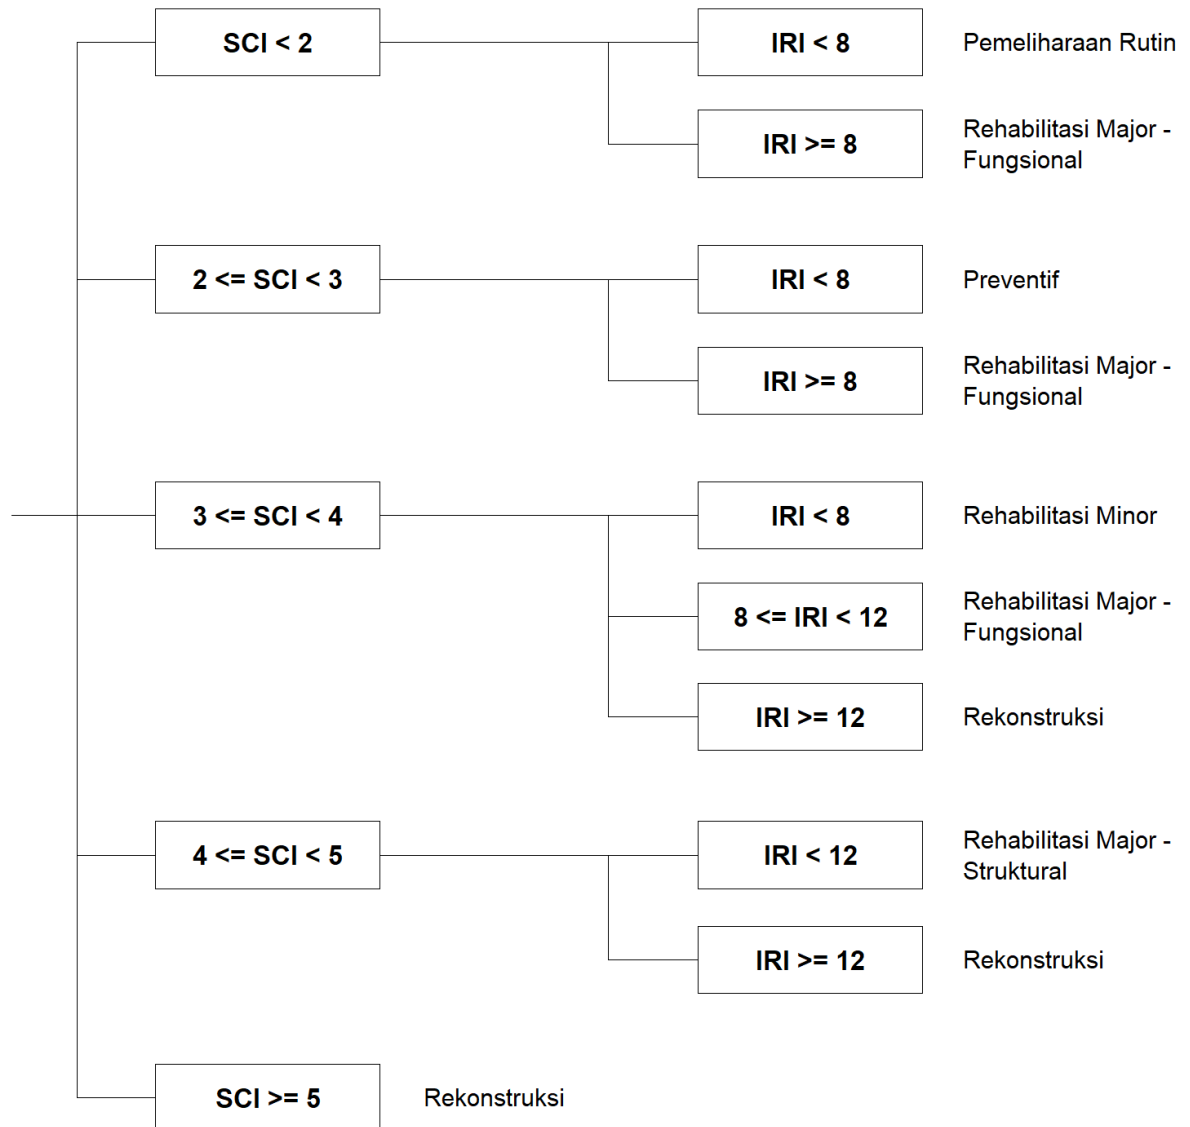 SCI < 2
IRI < 8
Pemeliharaan Rutin
IRI >= 8
Rehabilitasi Major -
Fungsional
2 <= SCI < 3
IRI < 8
Preventif
IRI >= 8
Rehabilitasi Major -
Fungsional
3 <= SCI < 4
IRI < 8
Rehabilitasi Minor
8 <= IRI < 12
Rehabilitasi Major -
Fungsional
IRI >= 12
Rekonstruksi
4 <= SCI < 5
IRI < 12
Rehabilitasi Major -
Struktural
IRI >= 12
Rekonstruksi
SCI >= 5
Rekonstruksi